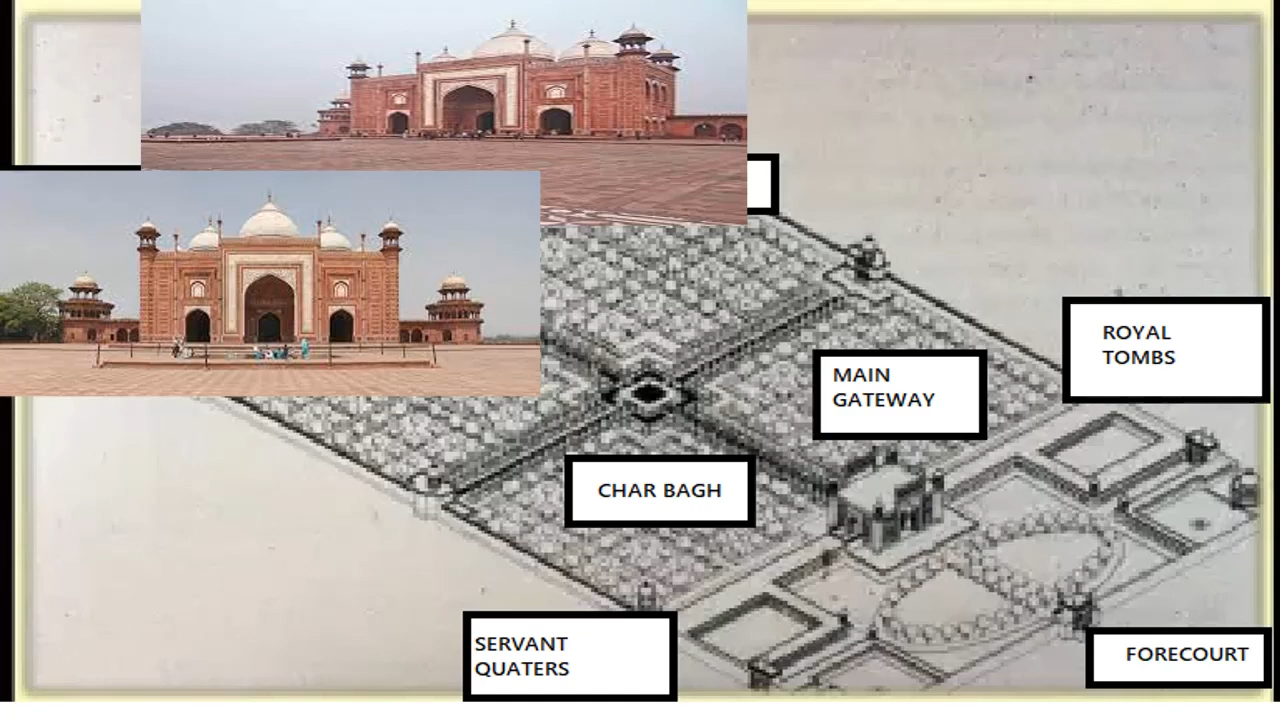 ROYAL
TOMBS
MAIN
GATEWAY
CHAR BAGH
SERVANT
QUATERS
FORECOURT